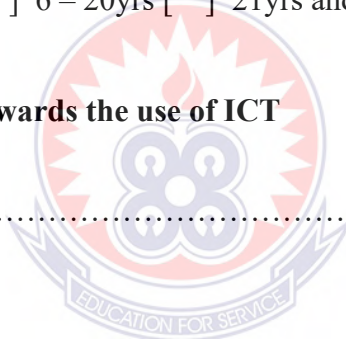 ] 6 – 20yrs [ ] 21yrs and
wards the use of ICT
................................................
EDUCATION FOR SERVICE